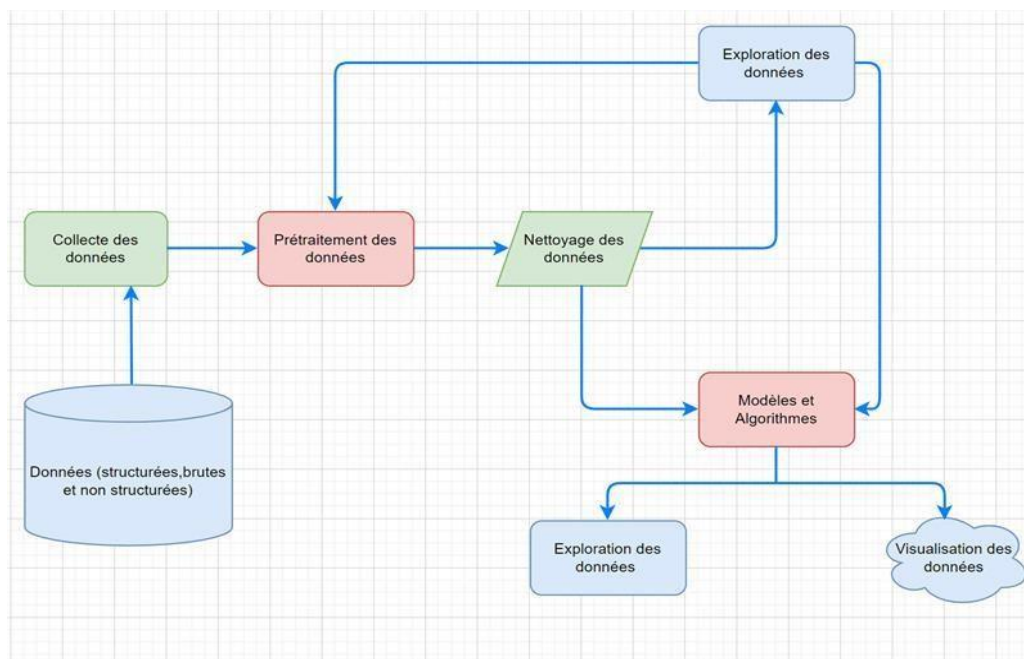 Exploration des
données
Collecte des
données
Prétraitement des
données
Nettoyage des
données
Modèles et
Algorithmes
Données (structurées,brutes
et non structurées)
Exploration des
données
Visualisation des
données